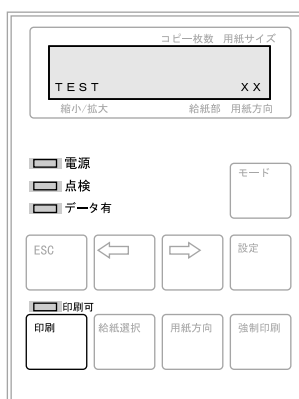 コピー枚数 用紙サイズ
TEST XX
縮小/拡大 給紙部 用紙方向
電源
点検
データ有
モード
ESC 設定
印刷可
印刷 給紙選択 用紙方向 強制印刷